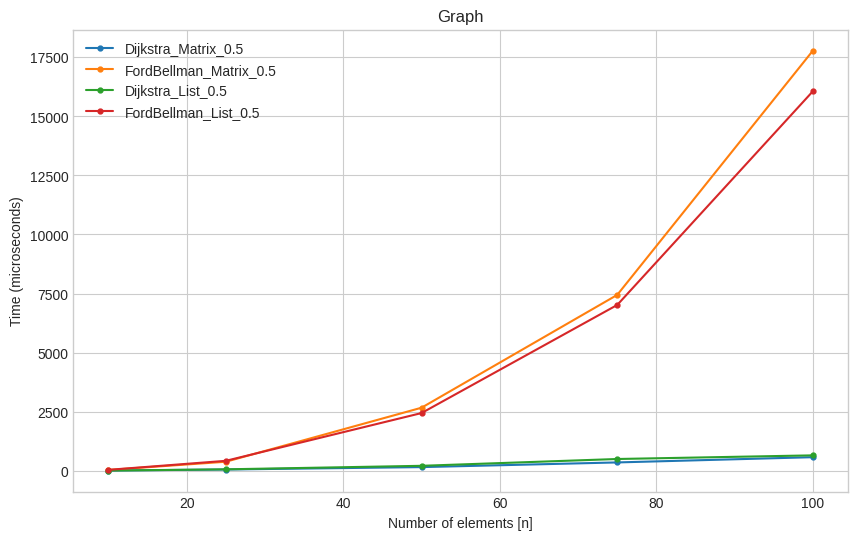 Graph
Dijkstra_Matrix_0.5
FordBellman_Matrix_0.5
Dijkstra_List_0.5
FordBellman_List_0.5
17500
15000
12500
10000
7500
5000
2500
0
Time (microseconds)
20 40 60 80 100
Number of elements [n]